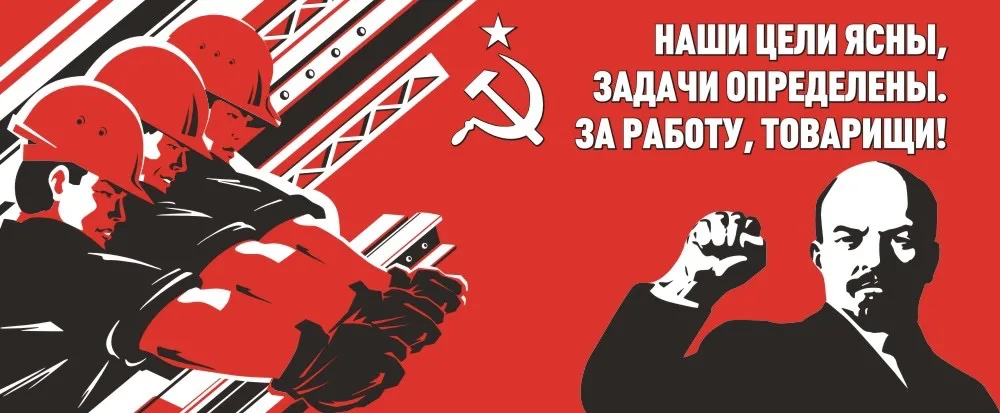 НАШИ ЦЕЛИ ЯСНЫ,
ЗАДАЧИ ОПРЕДЕЛЕНЫ.
ЗА РАБОТУ, ТОВАРИЩИ!